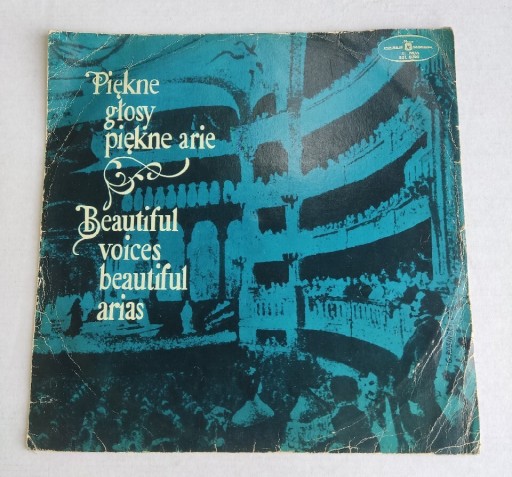 Piękne
głosy
piękne arie
Beautiful
voices
beautiful
arias